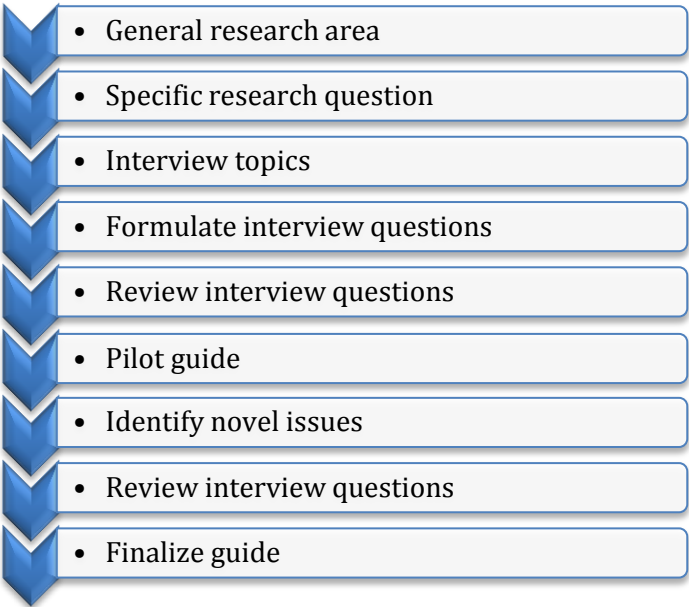 • General research area
• Specific research question
• Interview topics
• Formulate interview questions
• Review interview questions
• Pilot guide
• Identify novel issues
• Review interview questions
• Finalize guide